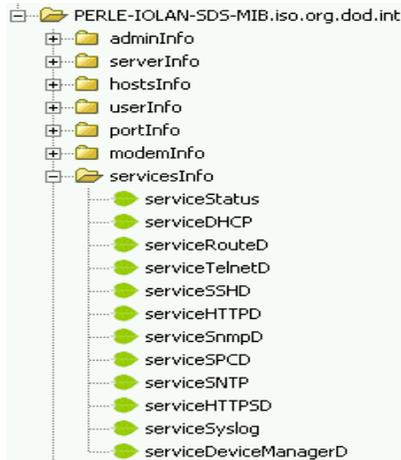 PERLE-IOLAN-SDS-MIB.iso.org.dod.int
adminInfo
serverInfo
hostsInfo
userInfo
portInfo
modemInfo
servicesInfo
serviceStatus
serviceDHCP
serviceRouteD
serviceTelnetD
serviceSSHD
serviceHTTPD
serviceSnmpD
serviceSPCD
serviceSNTP
serviceHTTPSD
serviceSyslog
serviceDeviceManagerD